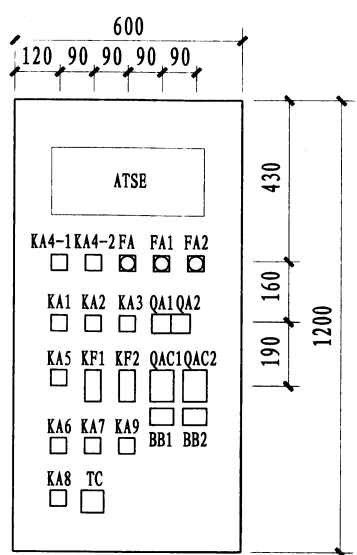 600
120 90 90 90 90
ATSE
430
KA4-1 KA4-2 FA FA1 FA2
160
KA1 KA2 KA3 QA1 QA2
190
1200
KA5 KF1 KF2 QAC1 QAC2
KA6 KA7 KA9 BB1 BB2
KA8 TC